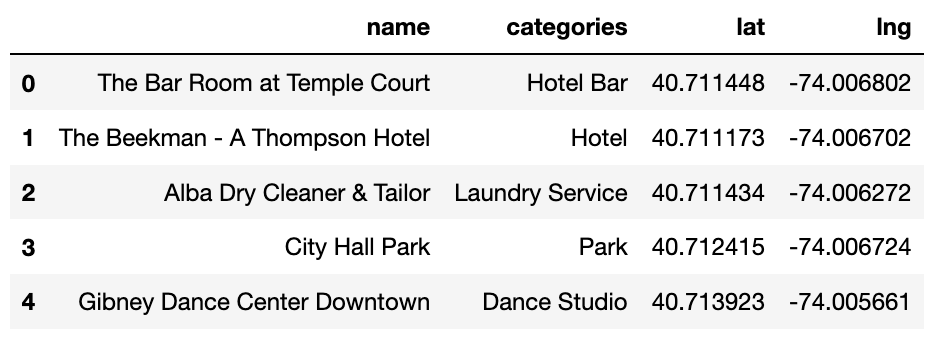 name categories lat lng
0 The Bar Room at Temple Court Hotel Bar 40.711448 -74.006802
1 The Beekman - A Thompson Hotel Hotel 40.711173 -74.006702
2 Alba Dry Cleaner & Tailor Laundry Service 40.711434 -74.006272
3 City Hall Park Park 40.712415 -74.006724
4 Gibney Dance Center Downtown Dance Studio 40.713923 -74.005661